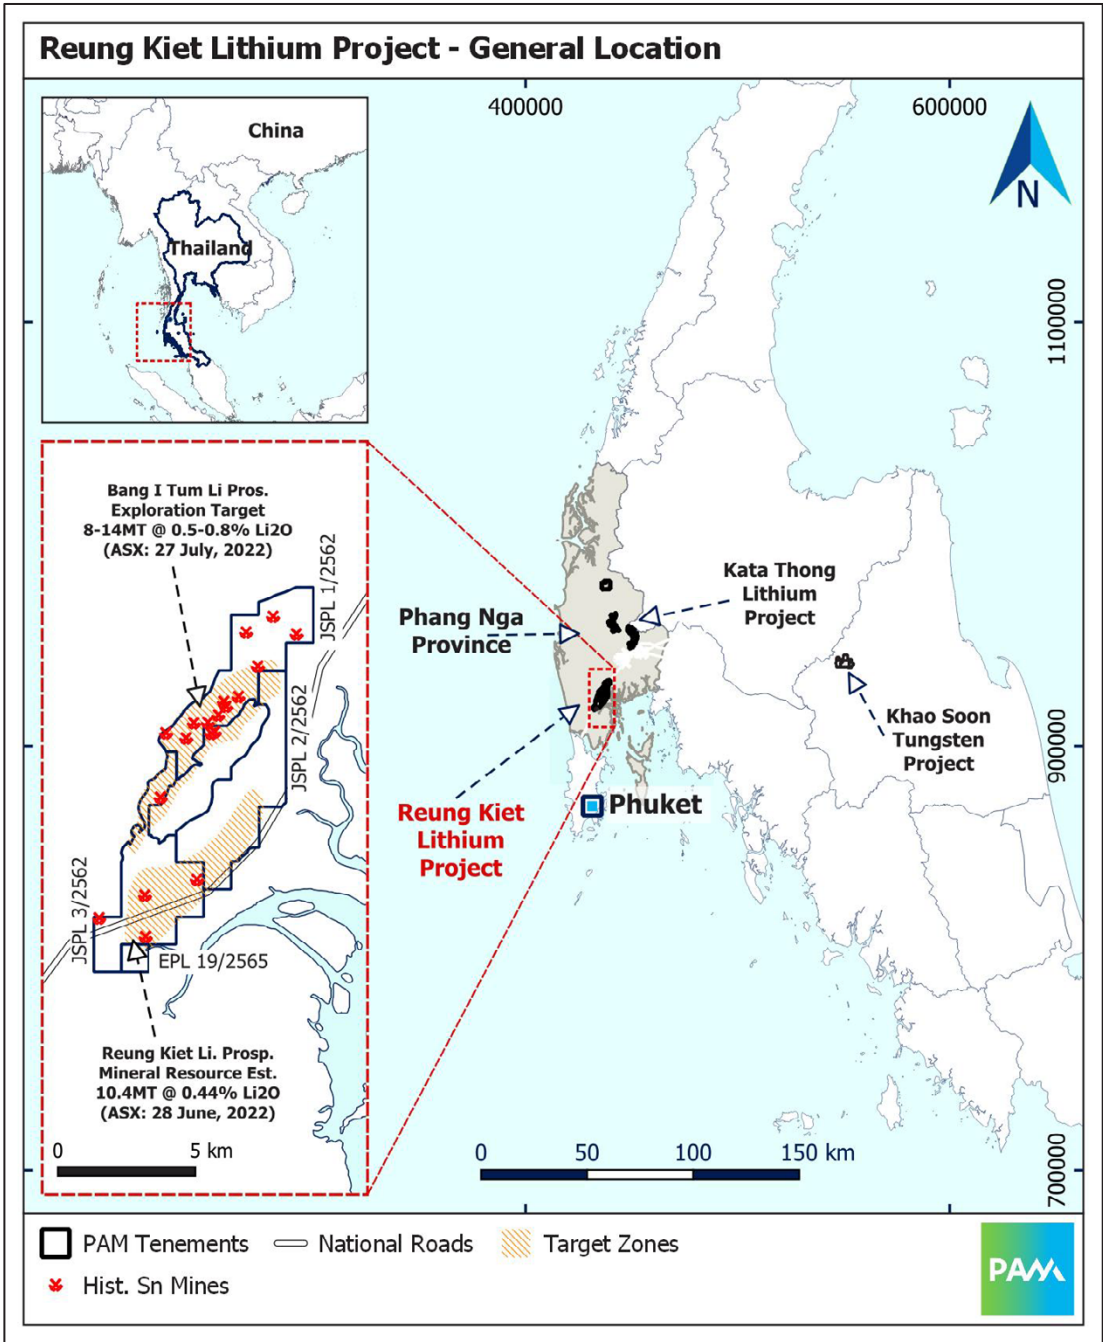 Reung Kiet Lithium Project - General Location
400000
600000
China
Thailand
N
1100000
Bang I Tum Li Pros.
Exploration Target
8-14MT @ 0.5-0.8% Li2O
(ASX: 27 July, 2022)
JSPL 1/2562
JSPL 2/2562
JSPL 3/2562
EPL 19/2565
Reung Kiet Li. Prosp.
Mineral Resource Est.
10.4MT @ 0.44% Li2O
(ASX: 28 June, 2022)
0 5 km
Phang Nga
Province
Kata Thong
Lithium
Project
Khao Soon
Tungsten
Project
Reung Kiet
Lithium
Project
Phuket
900000
0 50 100 150 km
700000
PAM Tenements
National Roads
Target Zones
Hist. Sn Mines
PAM